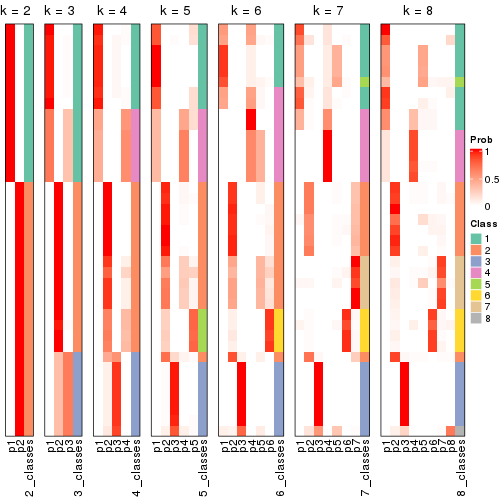 k = 2 k = 3 k = 4 k = 5 k = 6 k = 7 k = 8
Prob
1
0.5
0
Class
1
2
3
4
5
6
7
8
p1 p2 2_classes p1 p2 p3 3_classes p1 p2 p3 p4 4_classes p1 p2 p3 p4 p5 5_classes p1 p2 p3 p4 p5 p6 6_classes p1 p2 p3 p4 p5 p6 p7 7_classes p1 p2 p3 p4 p5 p6 p7 p8 8_classes